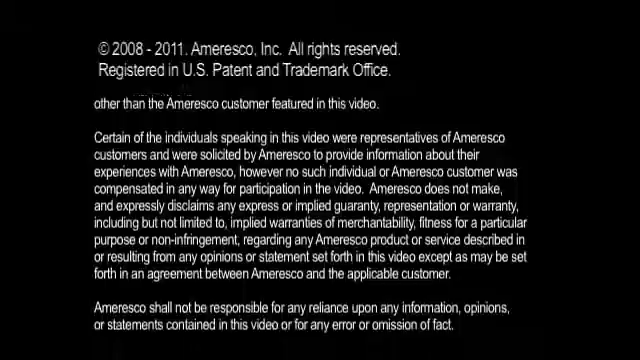 © 2008 - 2011. Ameresco, Inc. All rights reserved.
Registered in U.S. Patent and Trademark Office.
other than the Ameresco customer featured in this video.
Certain of the individuals speaking in this video were representatives of Ameresco
customers and were solicited by Ameresco to provide information about their
experiences with Ameresco, however no such individual or Ameresco customer was
compensated in any way for participation in the video. Ameresco does not make,
and expressly disclaims any express or implied guaranty, representation or warranty,
including but not limited to, implied warranties of merchantability, fitness for a particular
purpose or non-infringement, regarding any Ameresco product or service described in
or resulting from any opinions or statement set forth in this video except as may be set
forth in an agreement between Ameresco and the applicable customer.
Ameresco shall not be responsible for any reliance upon any information, opinions,
or statements contained in this video or for any error or omission of fact.